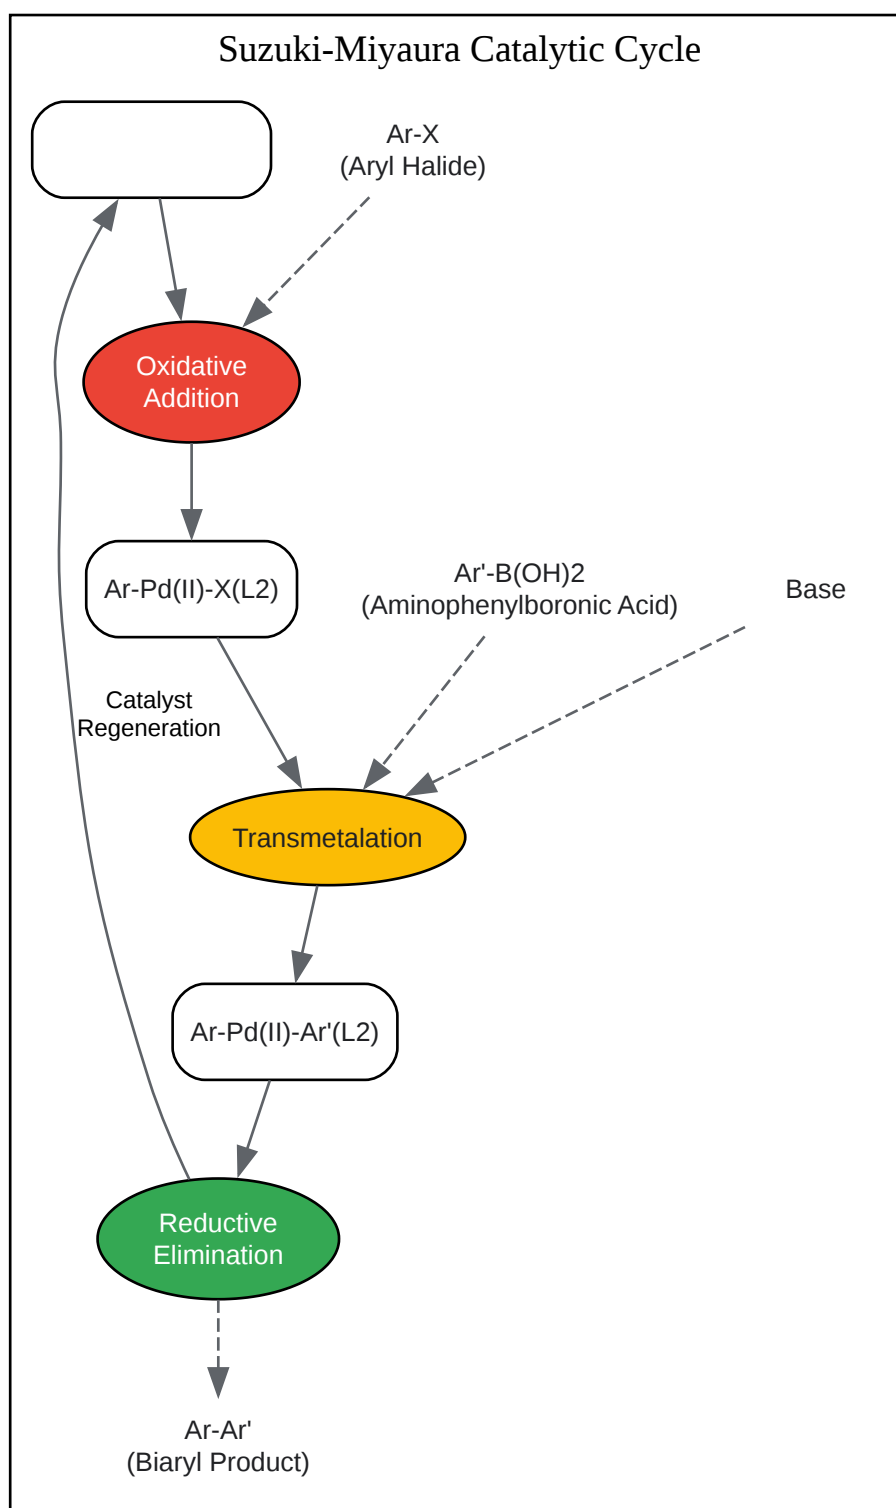 Suzuki-Miyaura Catalytic Cycle
Ar-X
(Aryl Halide)
Oxidative
Addition
Ar-Pd(II)-X(L2)
Ar'-B(OH)2
(Aminophenylboronic Acid)
Base
Catalyst
Regeneration
Transmetalation
Ar-Pd(II)-Ar'(L2)
Reductive
Elimination
Ar-Ar'
(Biaryl Product)